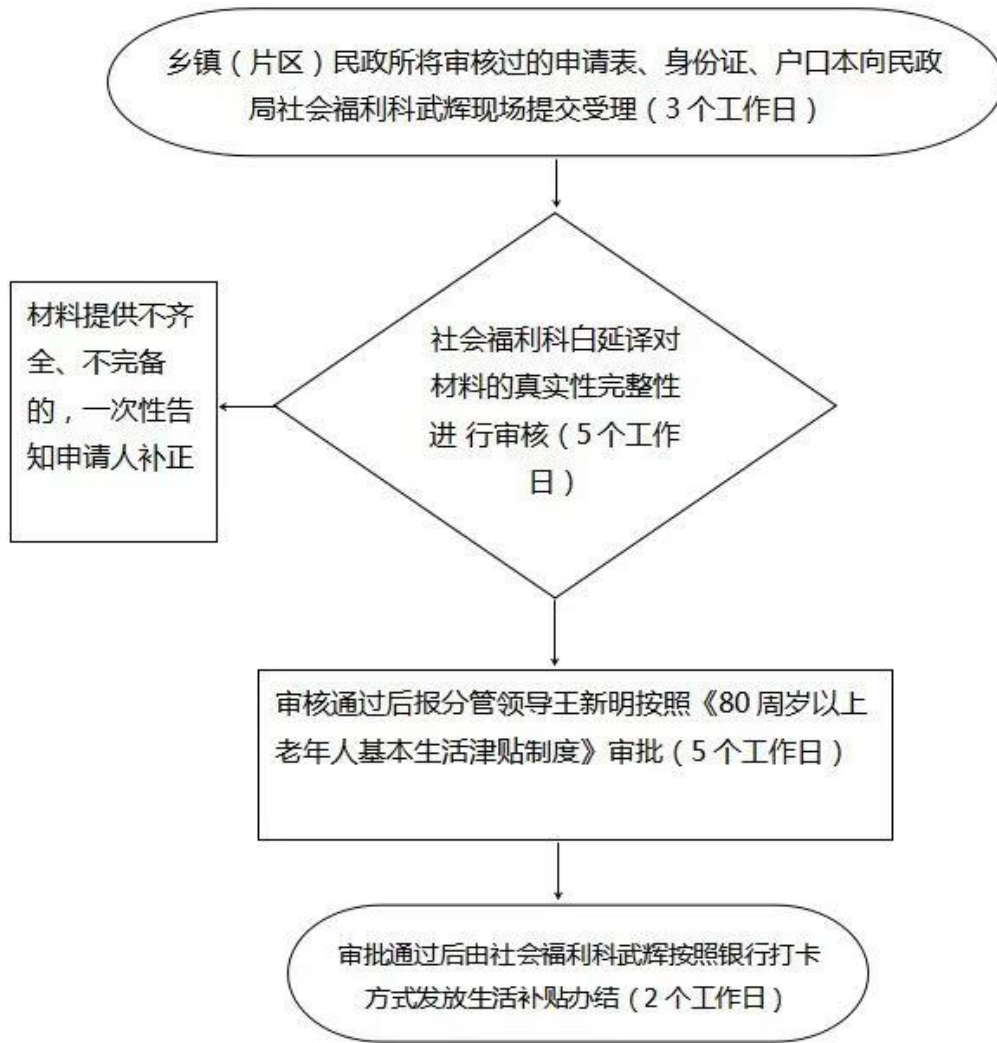 乡镇（片区）民政所将审核过的申请表、身份证、户口本向民政
局社会福利科武辉现场提交受理（3 个工作日）
材料提供不齐
全、不完备
的，一次性告
知申请人补正
社会福利科白延译对
材料的真实性完整性
进 行审核（5 个工作
日）
审核通过后报分管领导王新明按照《80 周岁以上
老年人基本生活津贴制度》审批（5 个工作日）
审批通过后由社会福利科武辉按照银行打卡
方式发放生活补贴办结（2 个工作日）